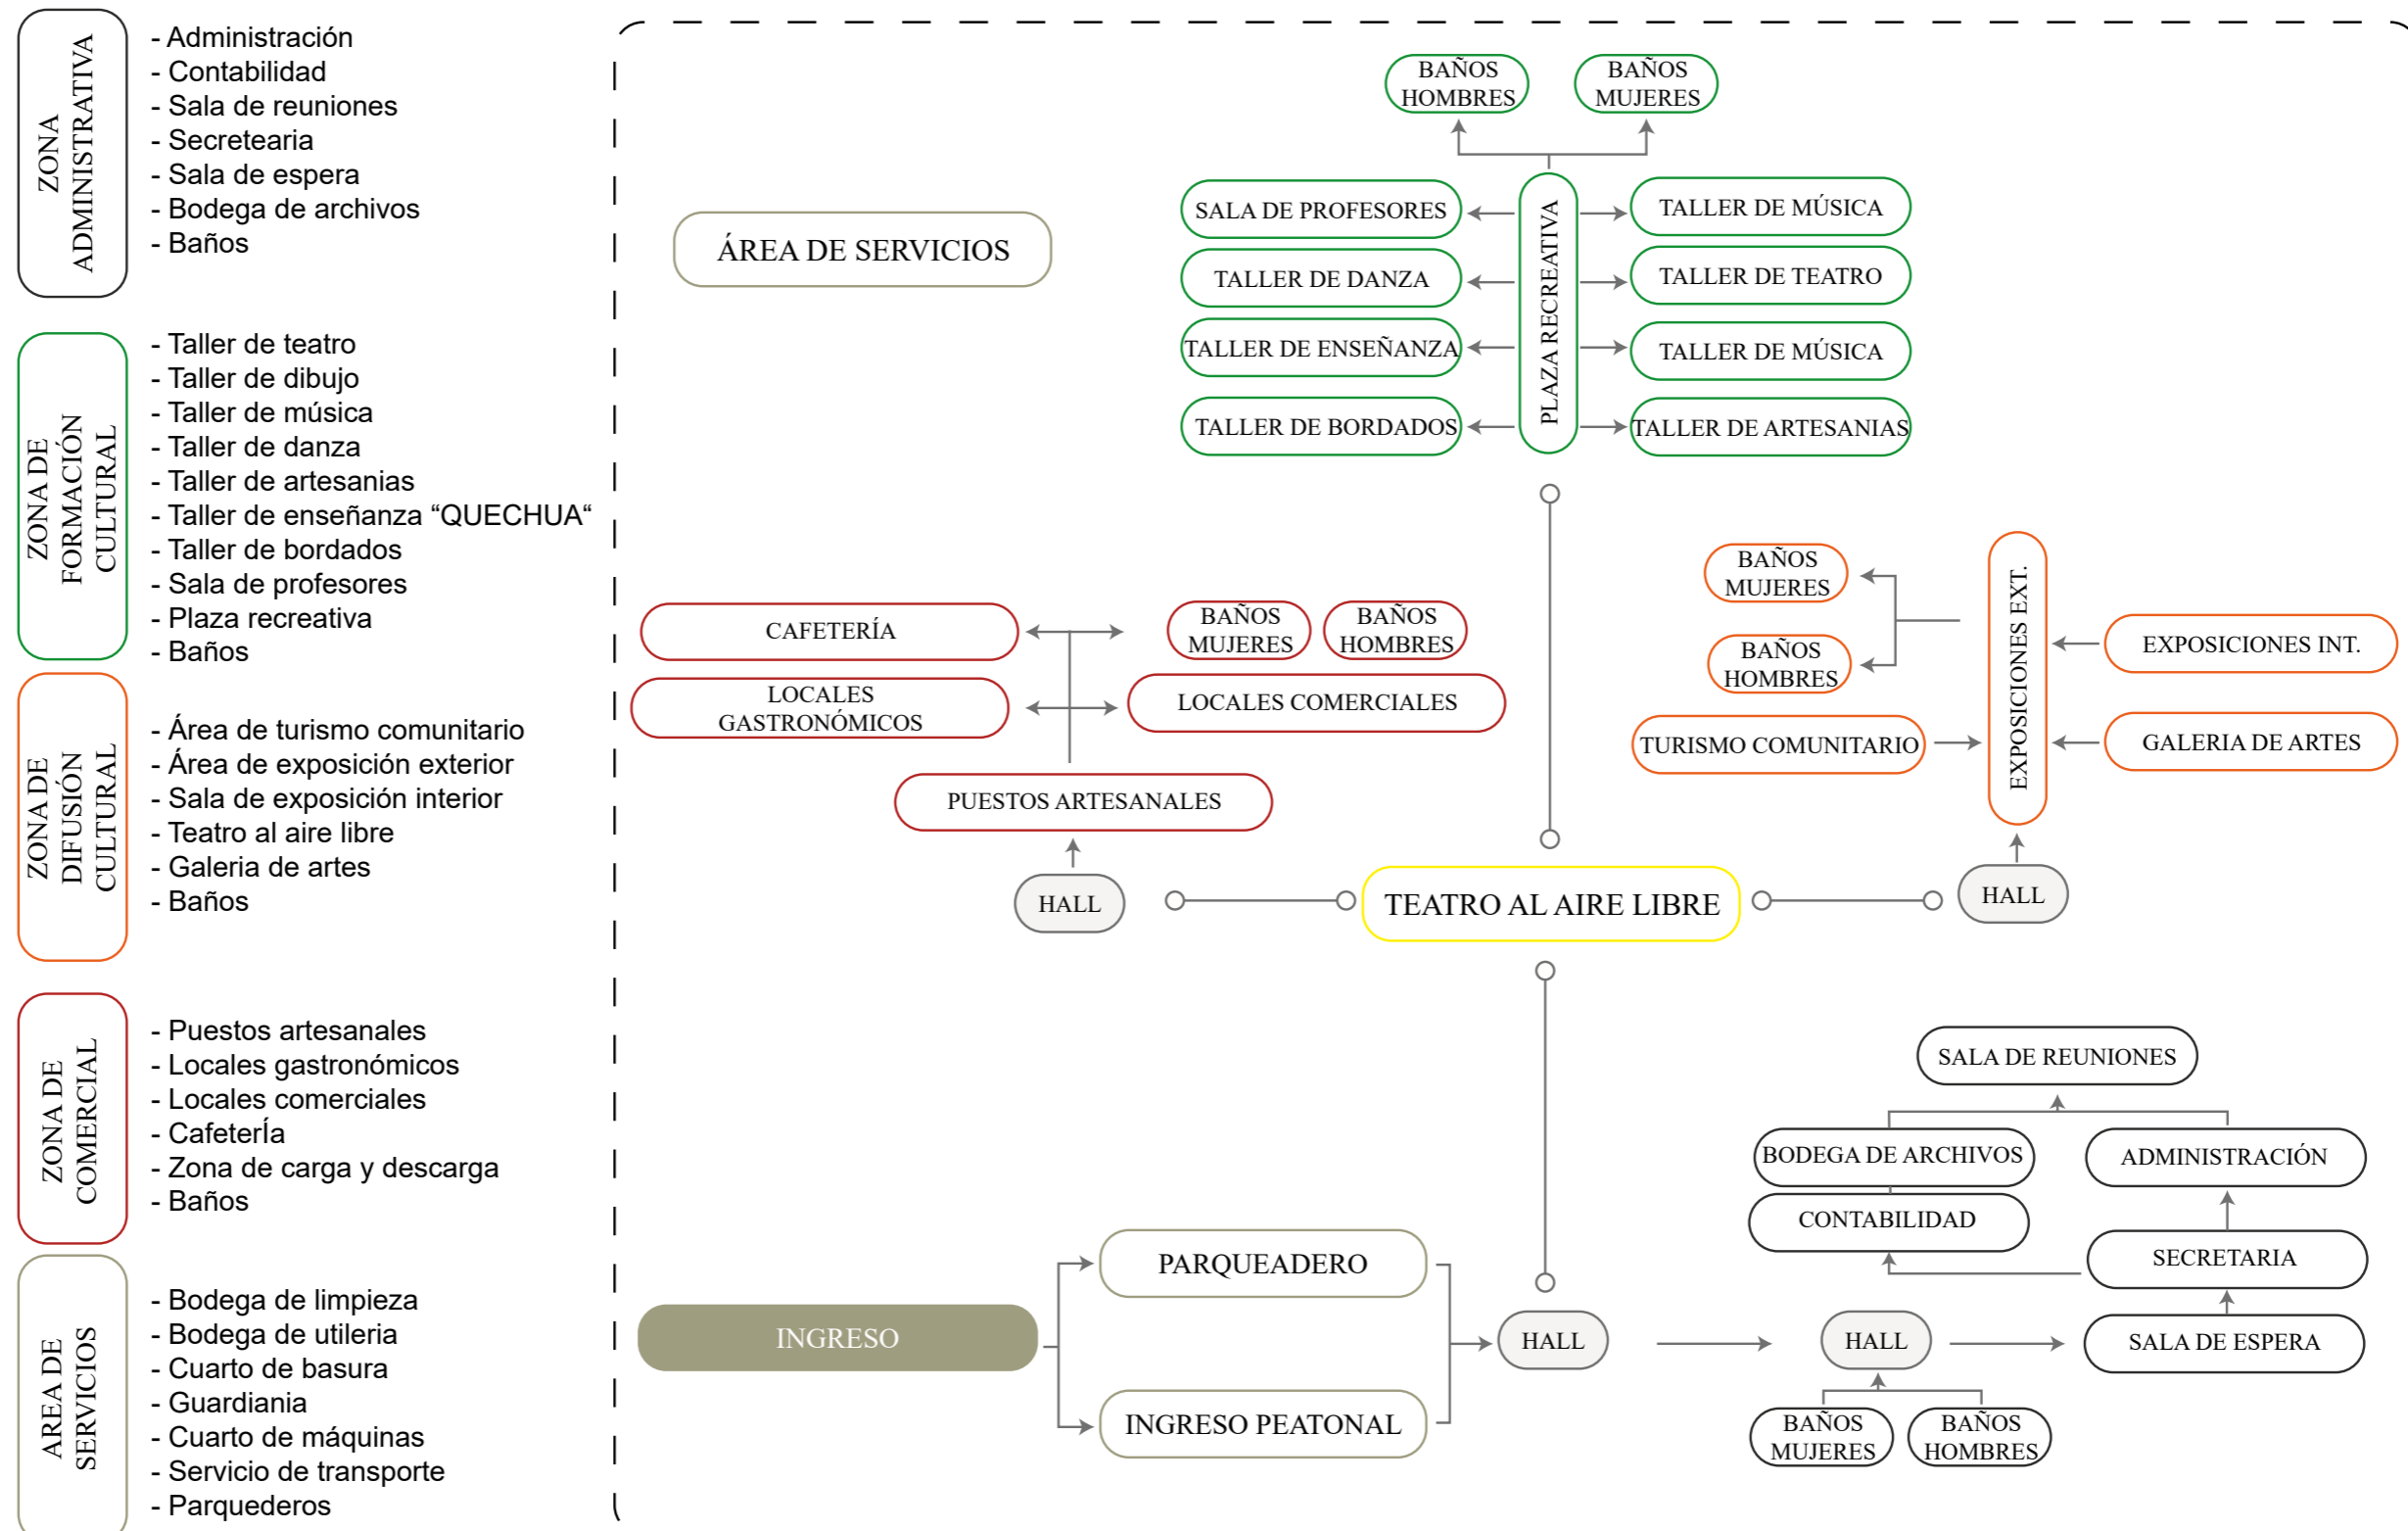 ZONA
ADMINISTRATIVA
- Administración
- Contabilidad
- Sala de reuniones
- Secretearia
- Sala de espera
- Bodega de archivos
- Baños
ZONA DE
FORMACIÓN
CULTURAL
- Taller de teatro
- Taller de dibujo
- Taller de música
- Taller de danza
- Taller de artesanias
- Taller de enseñanza “QUECHUA“
- Taller de bordados
- Sala de profesores
- Plaza recreativa
- Baños
ZONA DE
DIFUSIÓN
CULTURAL
- Área de turismo comunitario
- Área de exposición exterior
- Sala de exposición interior
- Teatro al aire libre
- Galeria de artes
- Baños
ZONA DE
COMERCIAL
- Puestos artesanales
- Locales gastronómicos
- Locales comerciales
- CafeterÍa
- Zona de carga y descarga
- Baños
AREA DE
SERVICIOS
- Bodega de limpieza
- Bodega de utileria
- Cuarto de basura
- Guardiania
- Cuarto de máquinas
- Servicio de transporte
- Parquederos
ÁREA DE SERVICIOS
BAÑOS
HOMBRES
BAÑOS
MUJERES
SALA DE PROFESORES
TALLER DE DANZA
TALLER DE ENSEÑANZA
TALLER DE BORDADOS
PLAZA RECREATIVA
TALLER DE MÚSICA
TALLER DE TEATRO
TALLER DE MÚSICA
TALLER DE ARTESANIAS
CAFETERÍA
BAÑOS
MUJERES
BAÑOS
HOMBRES
LOCALES
GASTRONÓMICOS
LOCALES COMERCIALES
PUESTOS ARTESANALES
HALL
BAÑOS
MUJERES
BAÑOS
HOMBRES
TURISMO COMUNITARIO
EXPOSICIONES EXT.
EXPOSICIONES INT.
GALERIA DE ARTES
HALL
TEATRO AL AIRE LIBRE
SALA DE REUNIONES
BODEGA DE ARCHIVOS
ADMINISTRACIÓN
CONTABILIDAD
SECRETARIA
SALA DE ESPERA
INGRESO
PARQUEADERO
INGRESO PEATONAL
HALL
HALL
BAÑOS
MUJERES
BAÑOS
HOMBRES